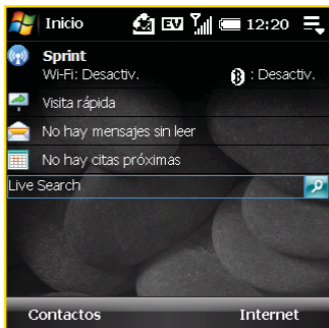 Inicio EV 12:20
Sprint
Wi-Fi: Desactiv. : Desactiv.
Visita rápida
No hay mensajes sin leer
No hay citas próximas
Live Search
Contactos Internet